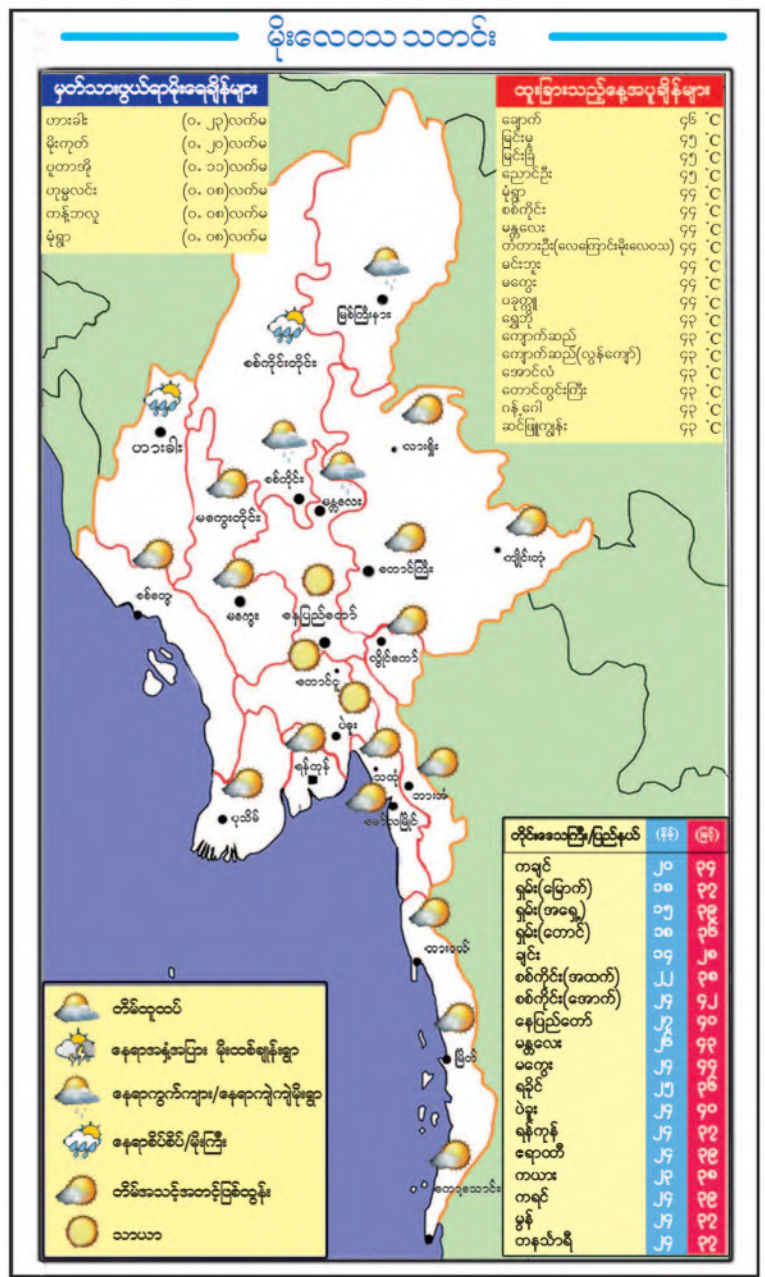 မိုးလေဝသ သတင်း
မှတ်သားဖွယ်ရာမိုးရေချိန်များ
ဟားခါး (၀. ၂၃)လက်မ
မိုးကုတ် (၀. ၂၀)လက်မ
ပူတာအို (၀. ၁၁)လက်မ
ဟုမ္မလင်း (၀. ၀၈)လက်မ
ကန့်ဘလူ (၀. ၀၈)လက်မ
မုံရွာ (၀. ၀၈)လက်မ
ထူးခြားသည့်နေ့အပူချိန်များ
ချောက် ၄၆ °C
မြင်းမူ ၄၅ °C
မြင်းခြံ ၄၅ °C
ညောင်ဦး ၄၅ °C
မုံရွာ ၄၄ °C
စစ်ကိုင်း ၄၄ °C
မန္တလေး ၄၄ °C
တံတားဦး(လေကြောင်းမိုးလေဝသ) ၄၄ °C
မင်းဘူး ၄၄ °C
မကွေး ၄၄ °C
ပခုက္ကူ ၄၄ °C
ရွှေဘို ၄၃ °C
ကျောက်ဆည် ၄၃ °C
ကျောက်ဆည်(လွန်ကျော်) ၄၃ °C
အောင်လံ ၄၃ °C
တောင်တွင်းကြီး ၄၃ °C
ဂန့်ဂေါ ၄၃ °C
ဆင်ဖြူကျွန်း ၄၃ °C
မြစ်ကြီးနား
စစ်ကိုင်းတိုင်း
ဟားခါး
လားရှိုး
စစ်ကိုင်း
မန္တလေး
မကွေးတိုင်း
ကျိုင်းတုံ
တောင်ကြီး
စစ်တွေ
မကွေး
နေပြည်တော်
လွိုင်ကော်
တောင်ငူ
ပဲခူး
ရန်ကုန်
သထုံ
ဘားအံ
ပုသိမ်
မော်လမြိုင်
ထားဝယ်
မြိတ်
ကော့သောင်း
တိမ်ထူထပ်
နေရာအနှံ့အပြား မိုးထစ်ချုန်းရွာ
နေရာကွက်ကျား/နေရာကျဲကျဲမိုးရွာ
နေရာစိပ်စိပ်/မိုးကြီး
တိမ်အသင့်အတင့်ဖြစ်ထွန်း
သာယာ
တိုင်းဒေသကြီး/ပြည်နယ် (နိမ့်) (မြင့်)
ကချင် ၂၀ ၃၄
ရှမ်း(မြောက်) ၁၈ ၃၇
ရှမ်း(အရှေ့) ၁၅ ၃၉
ရှမ်း(တောင်) ၁၈ ၃၆
ချင်း ၁၄ ၂၈
စစ်ကိုင်း(အထက်) ၂၂ ၃၈
စစ်ကိုင်း(အောက်) ၂၄ ၄၂
နေပြည်တော် ၂၇ ၄၀
မန္တလေး ၂၆ ၄၃
မကွေး ၂၄ ၄၄
ရခိုင် ၂၅ ၃၆
ပဲခူး ၂၄ ၄၀
ရန်ကုန် ၂၄ ၃၇
ဧရာဝတီ ၂၄ ၃၉
ကယား ၂၃ ၃၈
ကရင် ၂၄ ၃၉
မွန် ၂၄ ၃၇
တနင်္သာရီ ၂၄ ၃၇